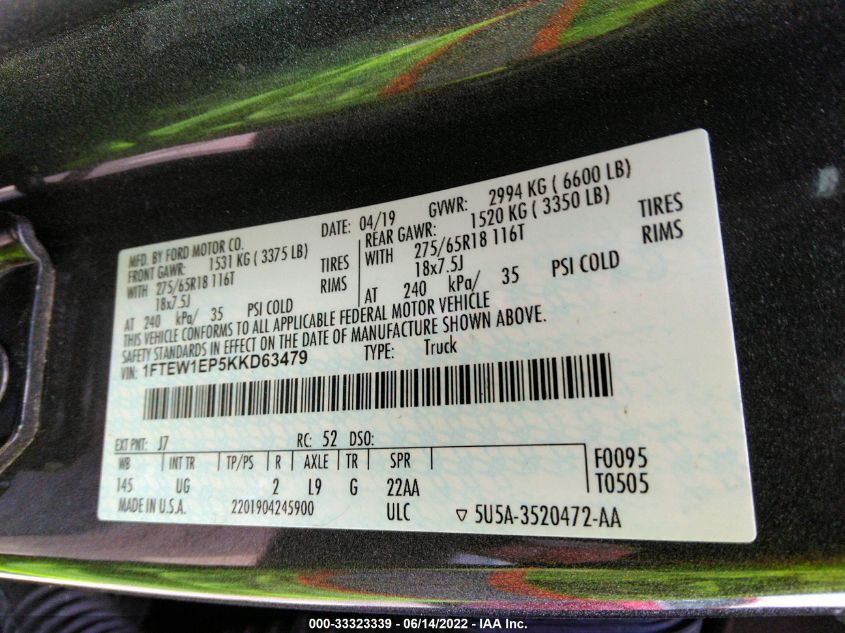 MFD. BY FORD MOTOR CO. DATE: 04/19 GVWR: 2994 KG ( 6600 LB)
FRONT GAWR: 1531 KG ( 3375 LB) REAR GAWR: 1520 KG ( 3350 LB)
WITH 275/65R18 116T TIRES WITH 275/65R18 116T TIRES
18x7.5J RIMS 18x7.5J RIMS
AT 240 kPa/ 35 PSI COLD AT 240 kPa/ 35 PSI COLD
THIS VEHICLE CONFORMS TO ALL APPLICABLE FEDERAL MOTOR VEHICLE
SAFETY STANDARDS IN EFFECT ON THE DATE OF MANUFACTURE SHOWN ABOVE.
VIN: 1FTEW1EP5KKD63479 TYPE: Truck
EXT PNT: J7 RC: 52 DSO:
WB INT TR TP/PS R AXLE TR SPR F0095
145 UG 2 L9 G 22AA T0505
MADE IN U.S.A. 2201904245900 ULC ▽ 5U5A-3520472-AA
000-33323339 - 06/14/2022 - IAA Inc.